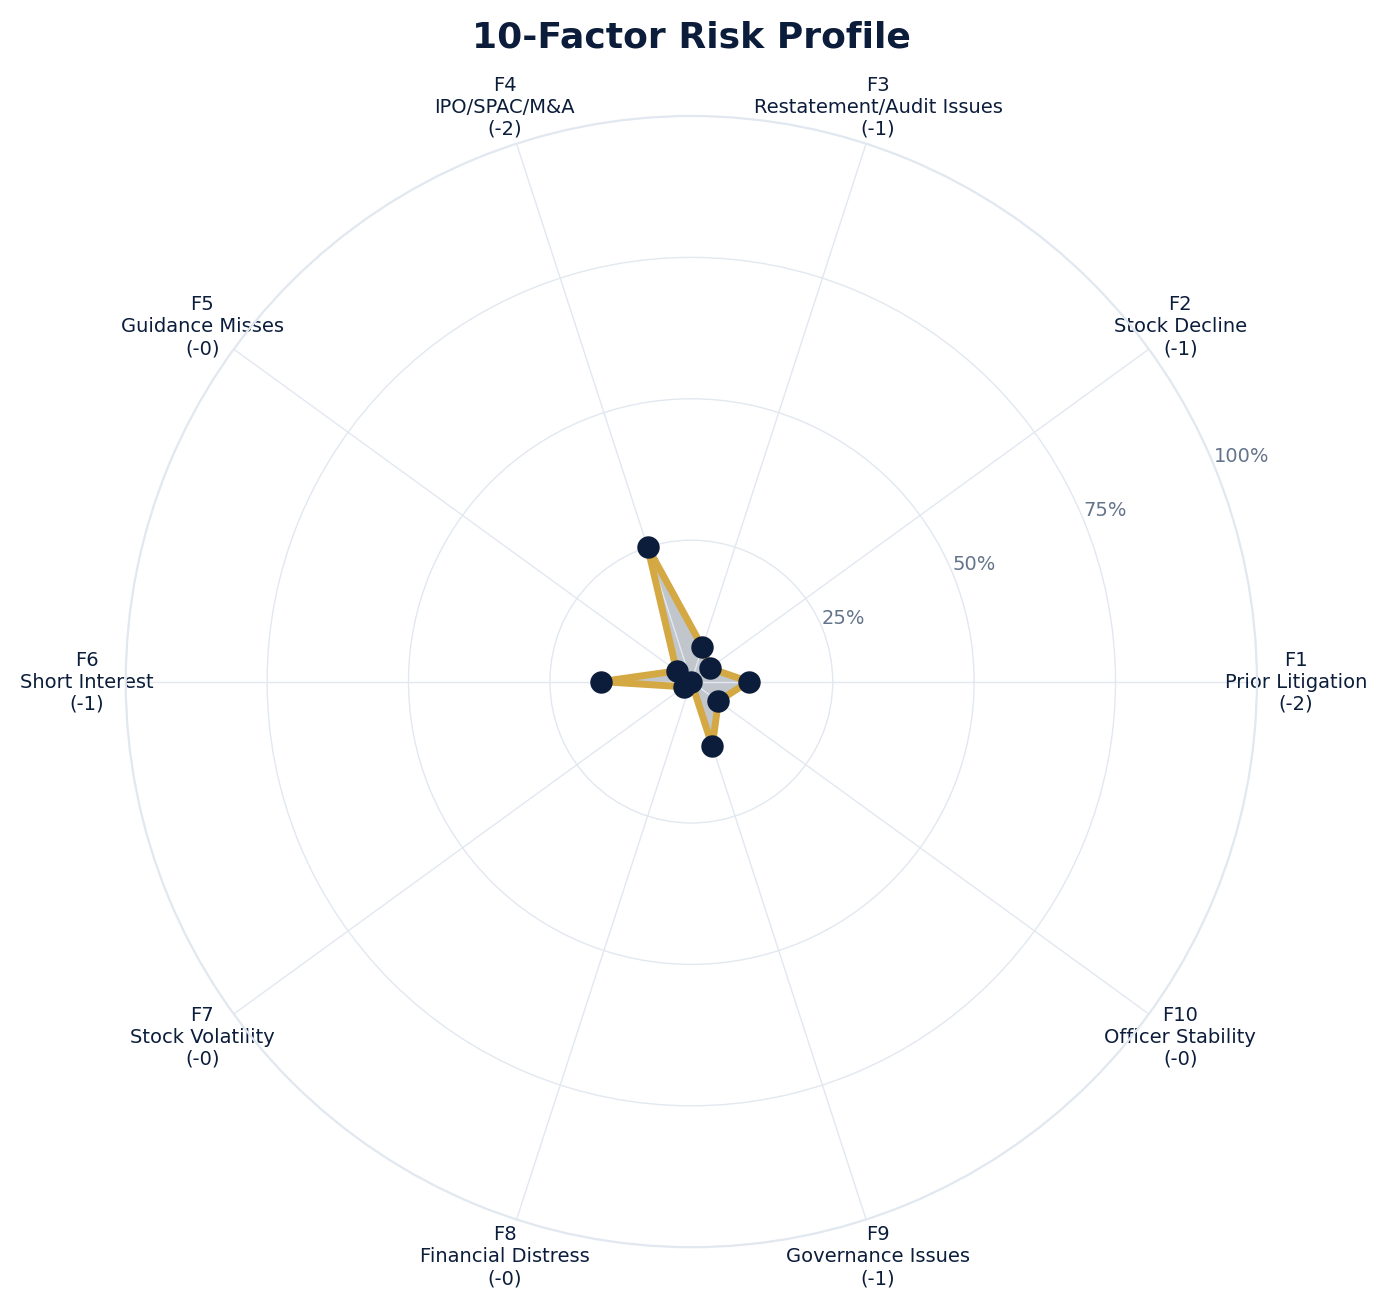 10-Factor Risk Profile
F4
IPO/SPAC/M&A
(-2)
F3
Restatement/Audit Issues
(-1)
F5
Guidance Misses
(-0)
F2
Stock Decline
(-1)
100%
75%
50%
25%
F6
Short Interest
(-1)
F1
Prior Litigation
(-2)
F7
Stock Volatility
(-0)
F10
Officer Stability
(-0)
F8
Financial Distress
(-0)
F9
Governance Issues
(-1)